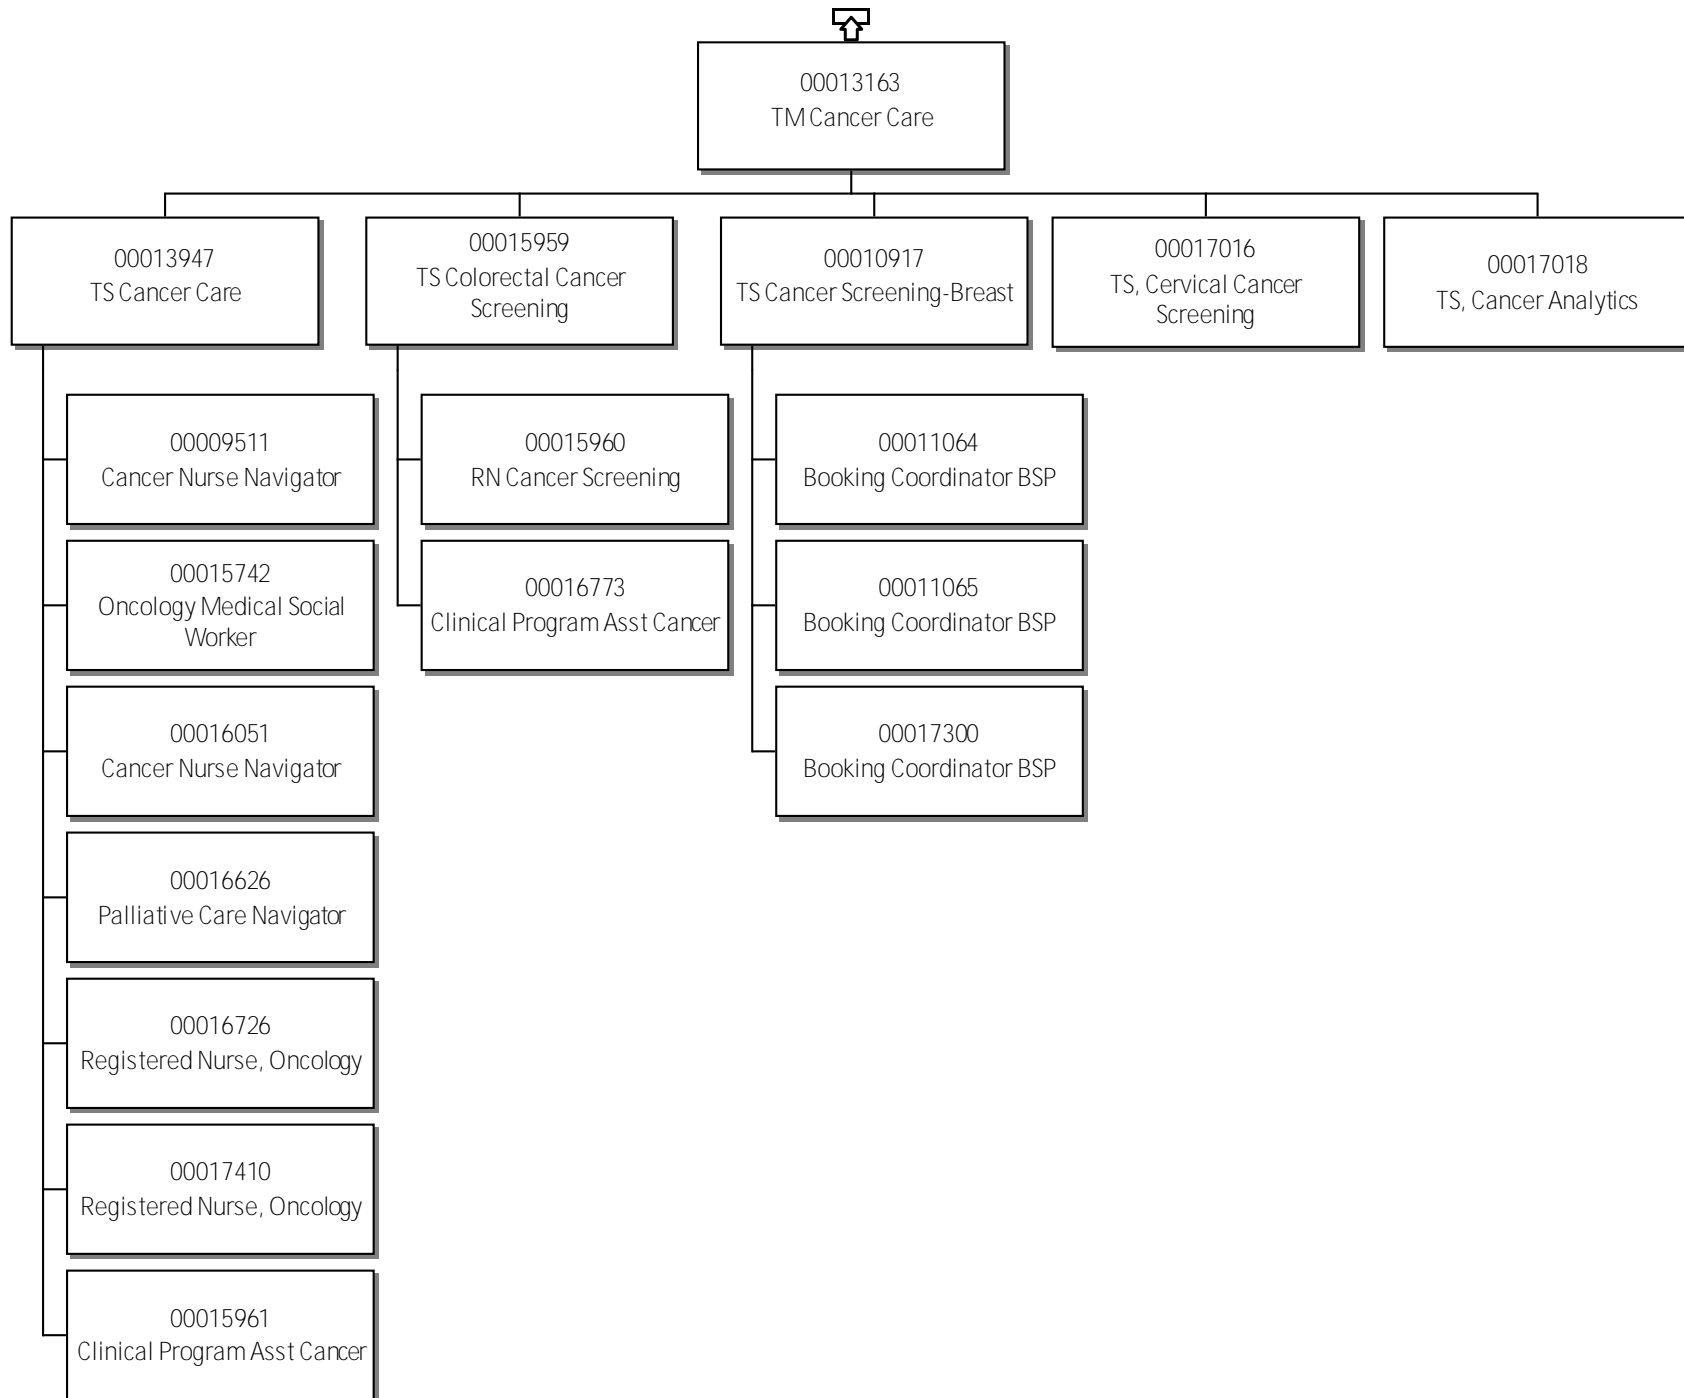 00013163
TM Cancer Care
00013947
TS Cancer Care
00015959
TS Colorectal Cancer
Screening
00010917
TS Cancer Screening-Breast
00017016
TS, Cervical Cancer
Screening
00017018
TS, Cancer Analytics
00009511
Cancer Nurse Navigator
00015742
Oncology Medical Social
Worker
00016051
Cancer Nurse Navigator
00016626
Palliative Care Navigator
00016726
Registered Nurse, Oncology
00017410
Registered Nurse, Oncology
00015961
Clinical Program Asst Cancer
00015960
RN Cancer Screening
00016773
Clinical Program Asst Cancer
00011064
Booking Coordinator BSP
00011065
Booking Coordinator BSP
00017300
Booking Coordinator BSP